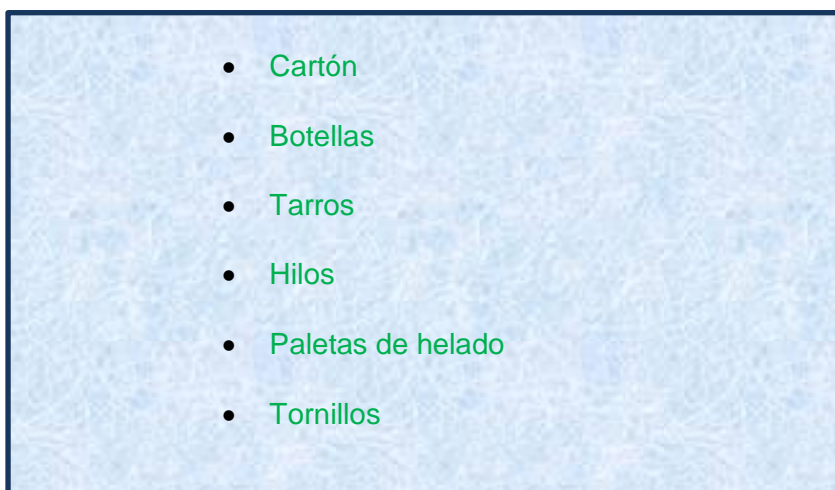 • Cartón
• Botellas
• Tarros
• Hilos
• Paletas de helado
• Tornillos